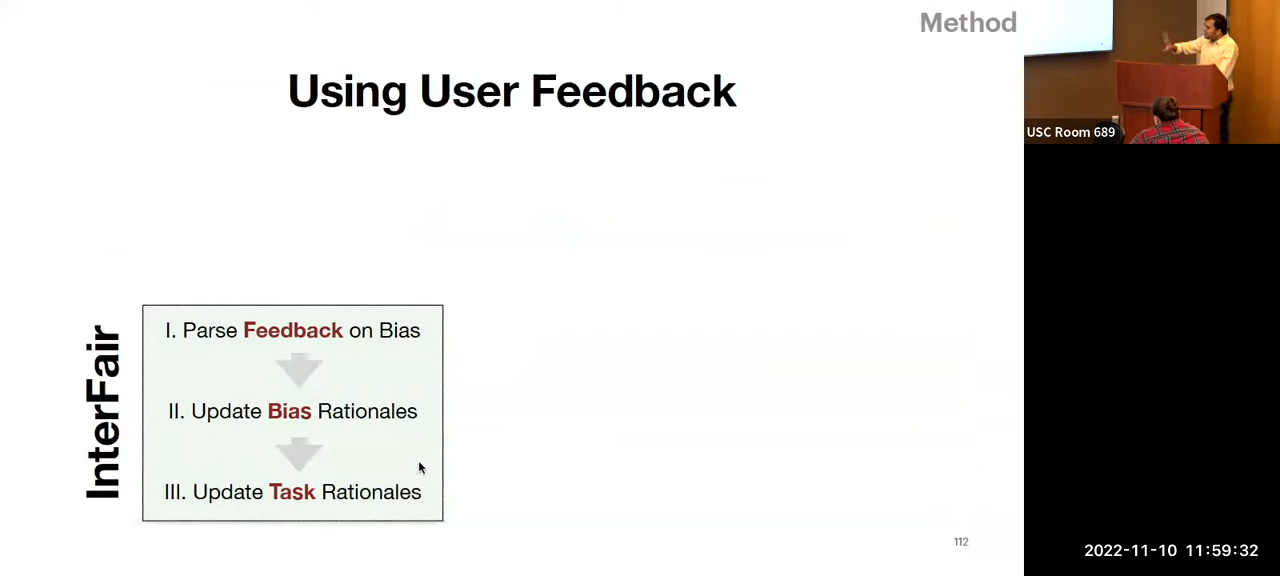 Method
Using User Feedback
InterFair
I. Parse Feedback on Bias
II. Update Bias Rationales
III. Update Task Rationales
112
USC Room 689
2022-11-10 11:59:32